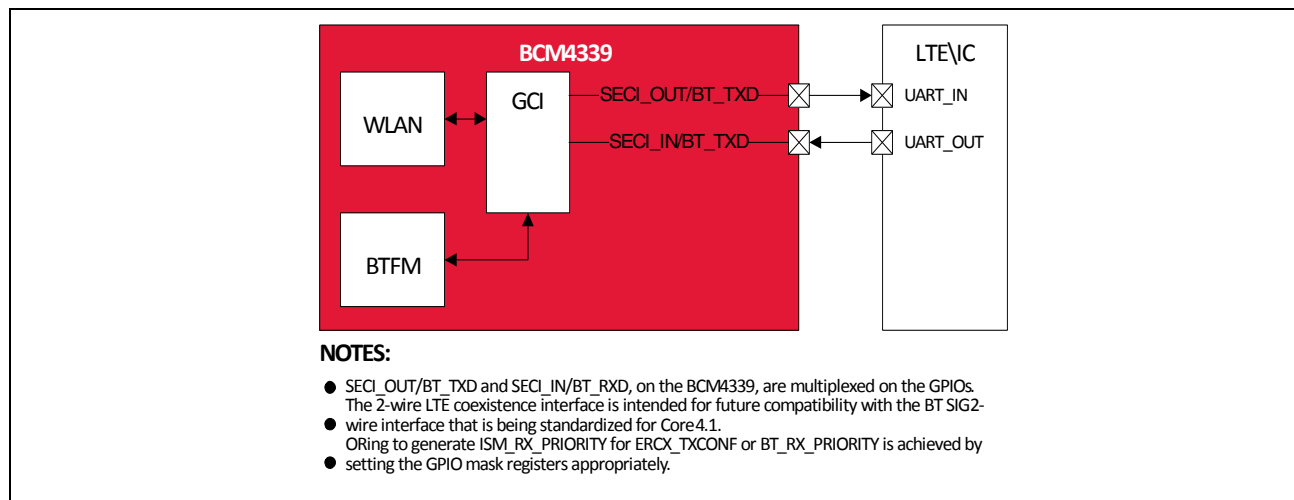 BCM4339
LTE\IC
WLAN
GCI
SECI_OUT/BT_TXD
UART_IN
SECI_IN/BT_TXD
UART_OUT
BTFM
NOTES:
● SECI_OUT/BT_TXD and SECI_IN/BT_RXD, on the BCM4339, are multiplexed on the GPIOs.
The 2-wire LTE coexistence interface is intended for future compatibility with the BT SIG2-
● wire interface that is being standardized for Core 4.1.
ORing to generate ISM_RX_PRIORITY for ERCX_TXCONF or BT_RX_PRIORITY is achieved by
● setting the GPIO mask registers appropriately.